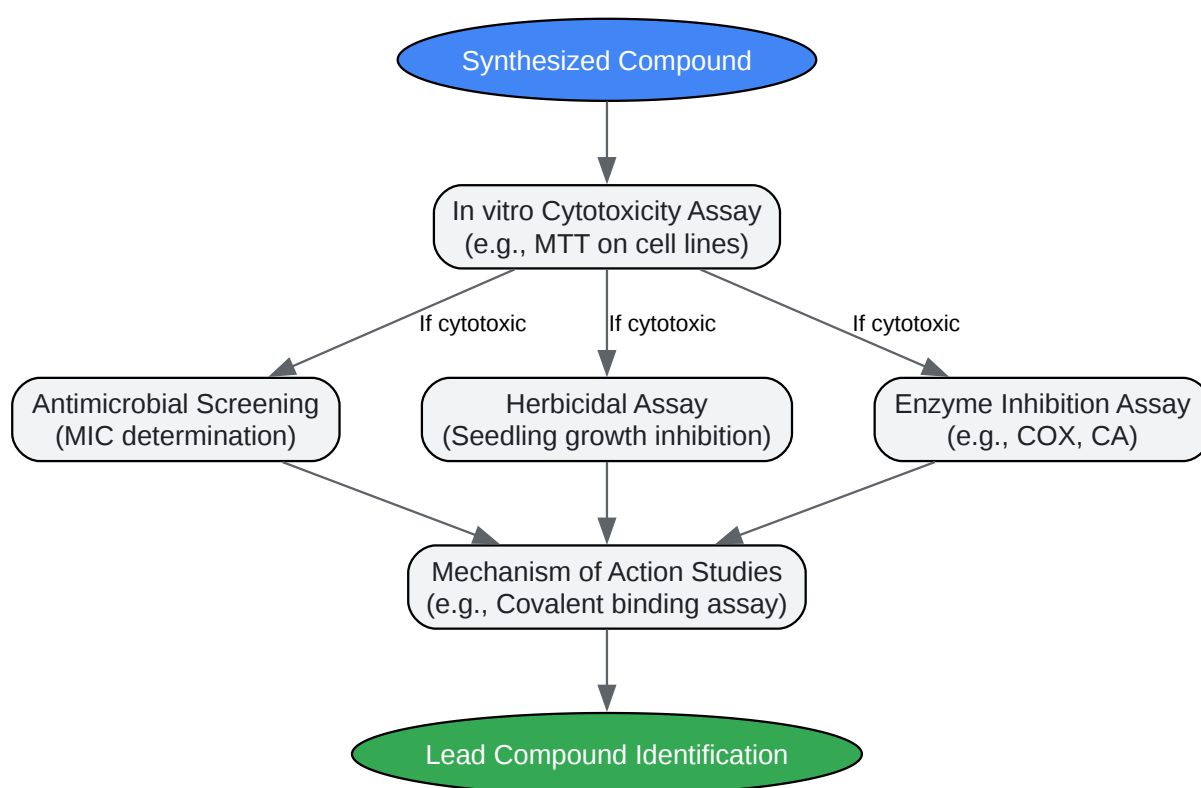 Synthesized Compound
In vitro Cytotoxicity Assay
(e.g., MTT on cell lines)
If cytotoxic
If cytotoxic
If cytotoxic
Antimicrobial Screening
(MIC determination)
Herbicidal Assay
(Seedling growth inhibition)
Enzyme Inhibition Assay
(e.g., COX, CA)
Mechanism of Action Studies
(e.g., Covalent binding assay)
Lead Compound Identification